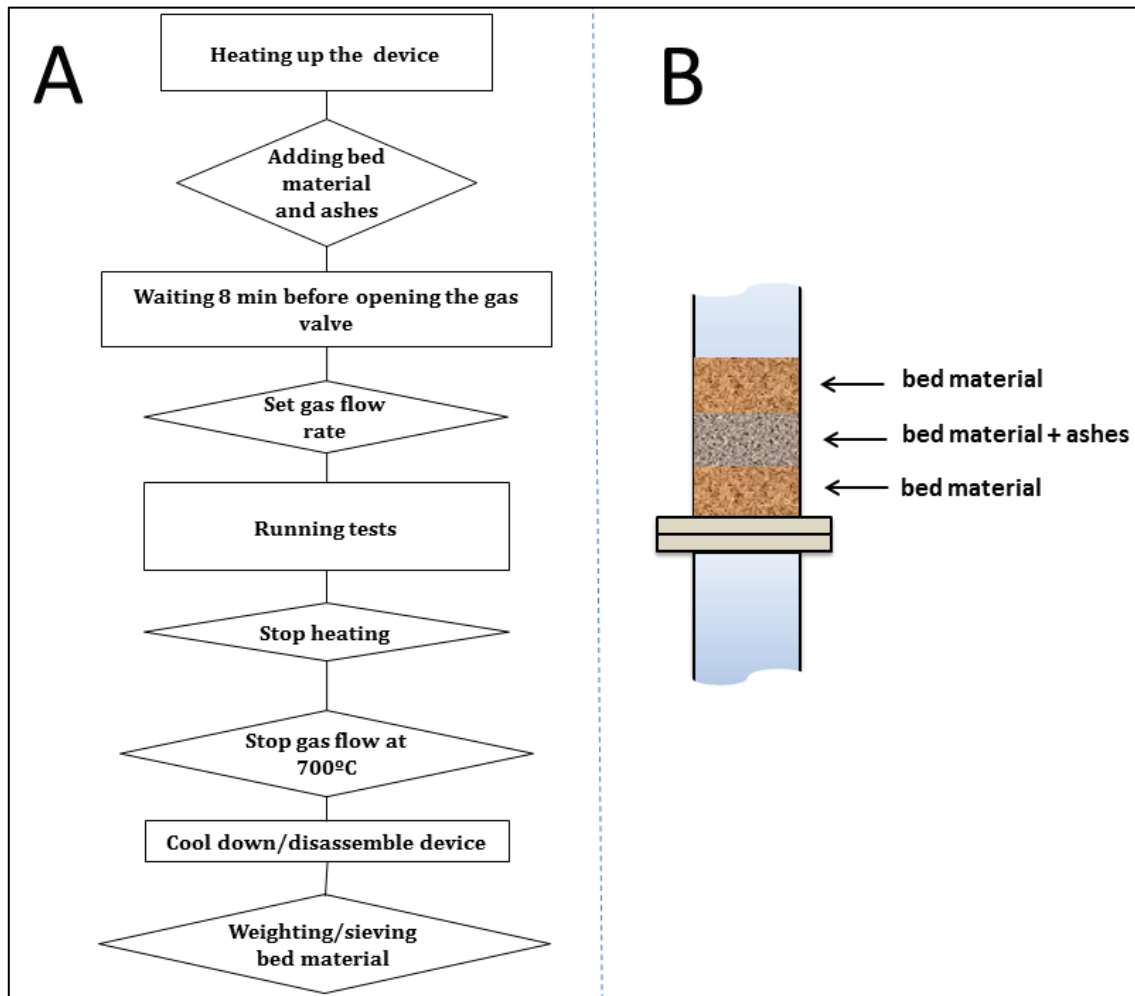 A
Heating up the device
Adding bed
material
and ashes
Waiting 8 min before opening the gas
valve
Set gas flow
rate
Running tests
Stop heating
Stop gas flow at
700ºC
Cool down/disassemble device
Weighting/sieving
bed material
B
bed material
bed material + ashes
bed material